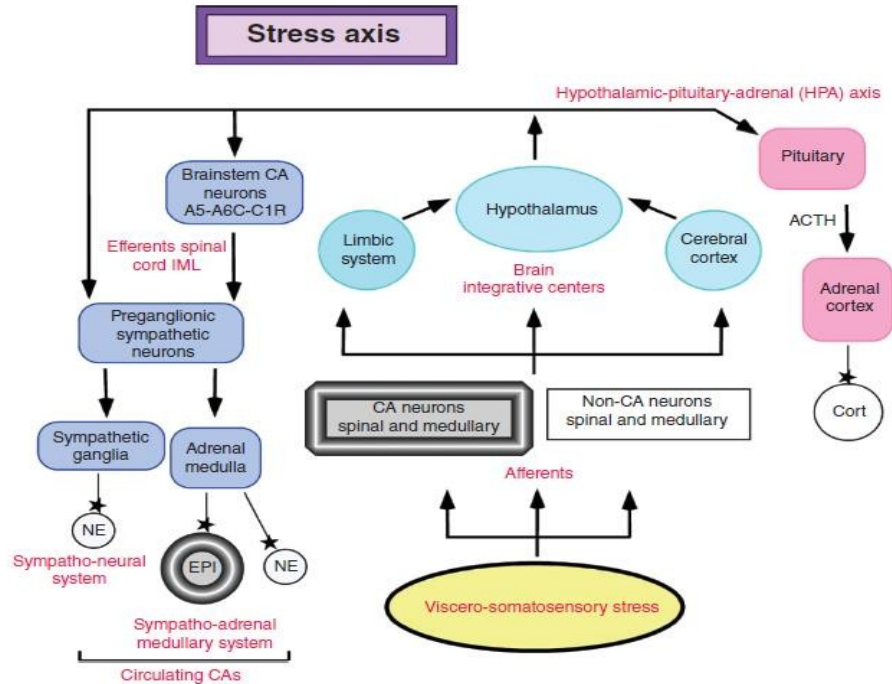 Stress axis
Hypothalamic-pituitary-adrenal (HPA) axis
Brainstem CA
neurons
A5-A6C-C1R
Pituitary
Hypothalamus
Limbic
system
Cerebral
cortex
ACTH
Efferents spinal
cord IML
Brain
integrative centers
Adrenal
cortex
Preganglionic
sympathetic
neurons
CA neurons
spinal and medullary
Non-CA neurons
spinal and medullary
Cort
Sympathetic
ganglia
Adrenal
medulla
Afferents
NE
EPI
NE
Sympatho-neural
system
Viscero-somatosensory stress
Sympatho-adrenal
medullary system
Circulating CAs